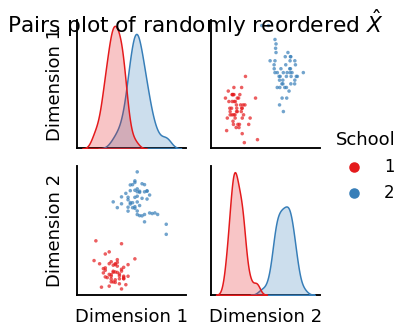 Pairs plot of randomly reordered X̂
Dimension 1
School
1
2
Dimension 2
Dimension 1
Dimension 2